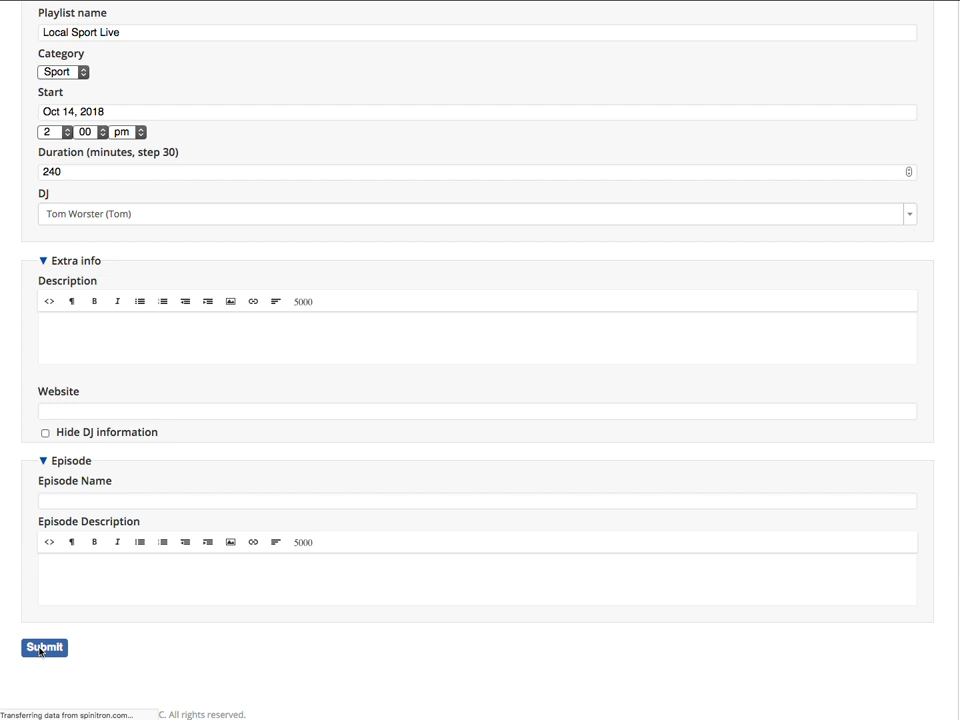 Playlist name
Local Sport Live
Category
Sport
Start
Oct 14, 2018
2 00 pm
Duration (minutes, step 30)
240
DJ
Tom Worster (Tom)
▼ Extra info
Description
<> ¶ B I 5000
Website
Hide DJ information
▼ Episode
Episode Name
Episode Description
<> ¶ B I 5000
Submit
Transferring data from spinitron.com... C. All rights reserved.